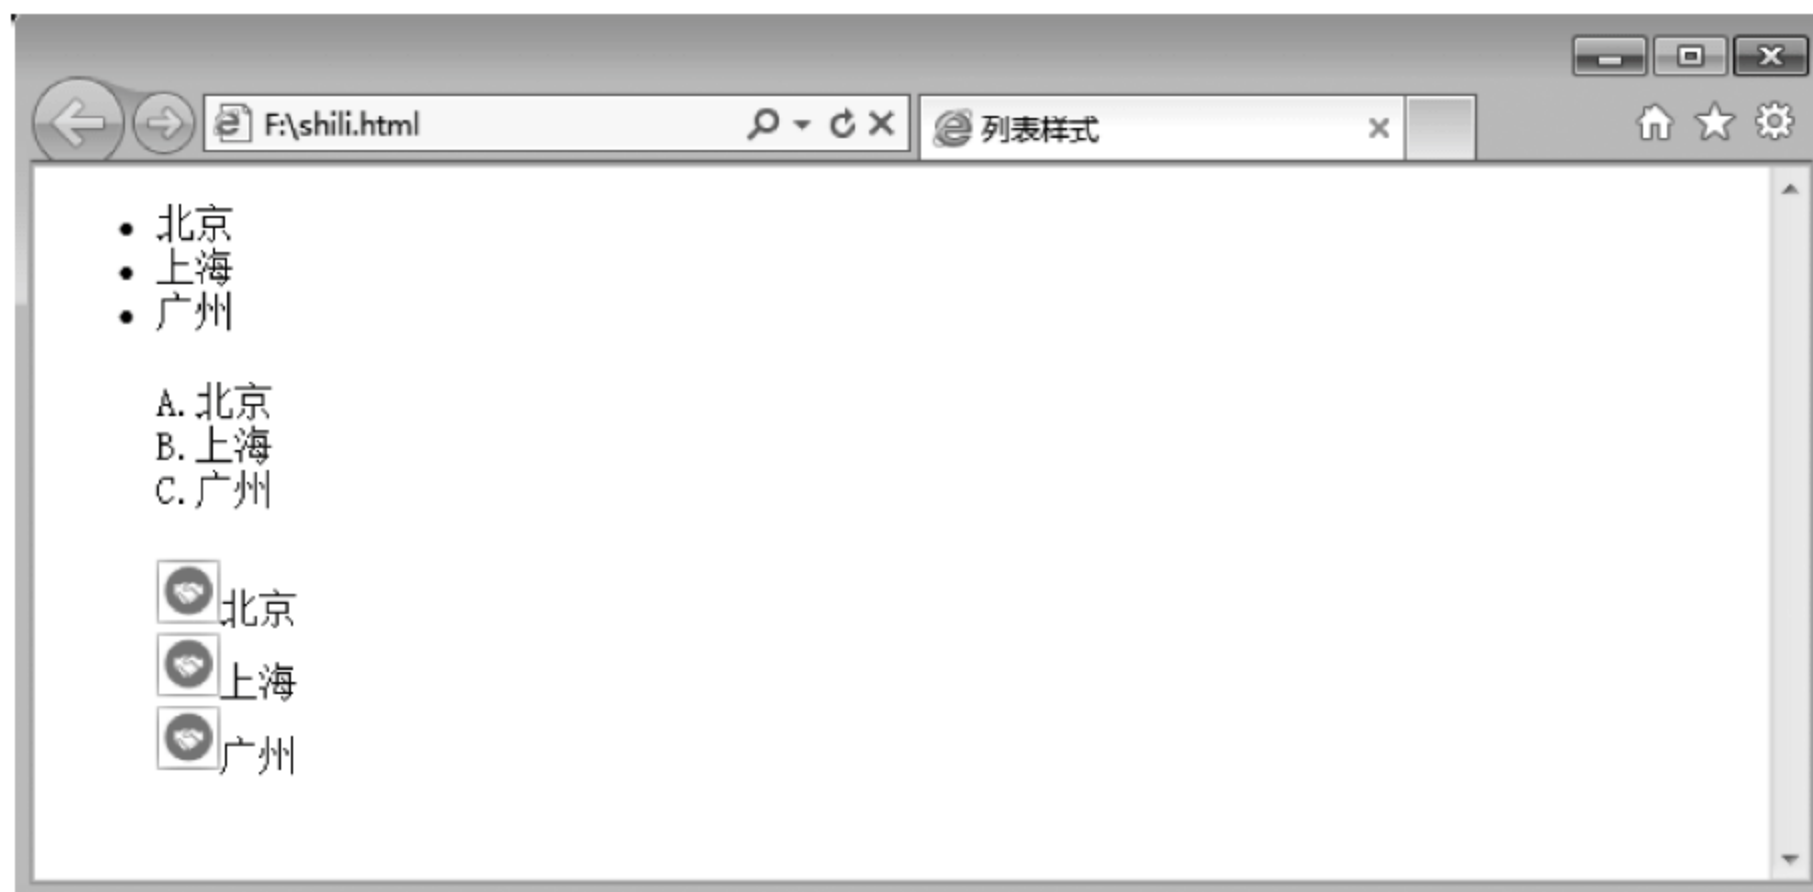 F:\shili.html
列表样式
• 北京
• 上海
• 广州
A. 北京
B. 上海
C. 广州
北京
上海
广州